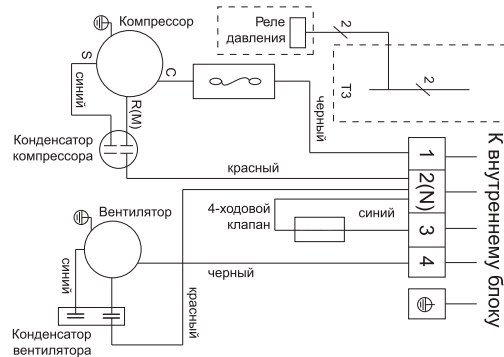 Компрессор
Реле
давления
2
S
C
синий
R(M)
T3
2
черный
Конденсатор
компрессора
красный
1
2(N)
3
4
К внутреннему блоку
Вентилятор
4-ходовой
клапан
синий
синий
черный
красный
Конденсатор
вентилятора